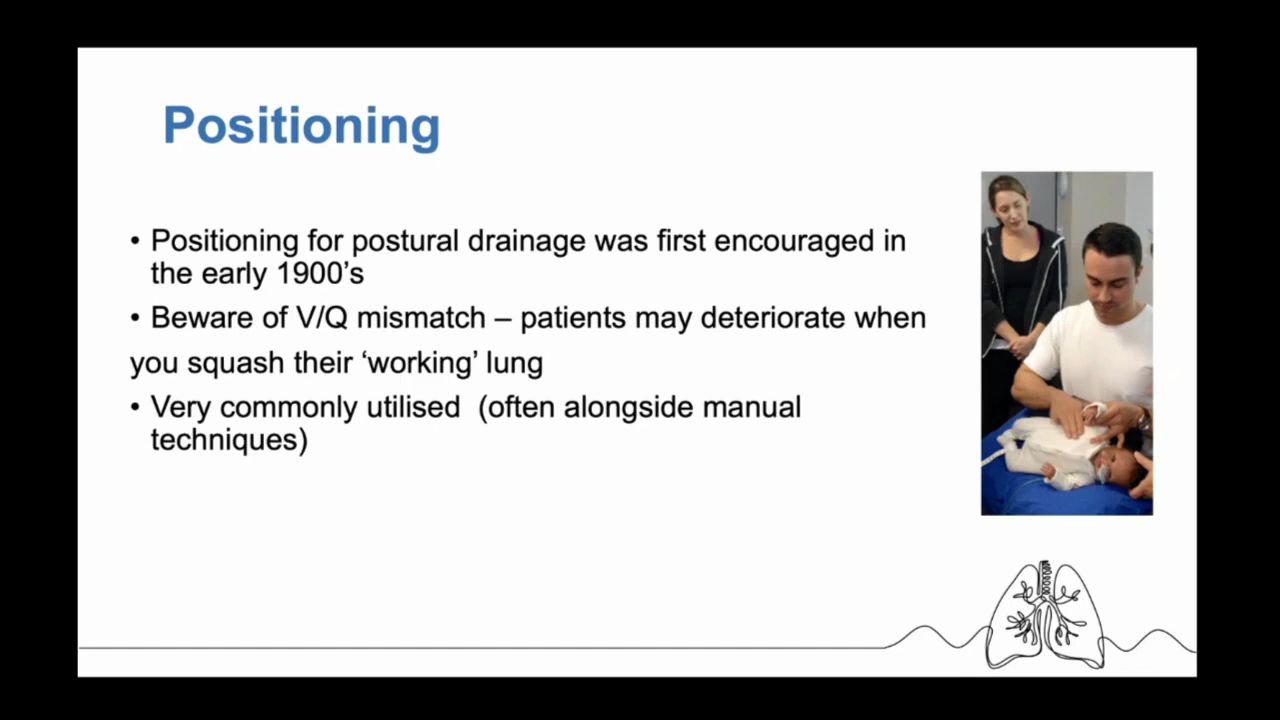 Positioning
• Positioning for postural drainage was first encouraged in
the early 1900’s
• Beware of V/Q mismatch – patients may deteriorate when
you squash their ‘working’ lung
• Very commonly utilised  (often alongside manual
techniques)